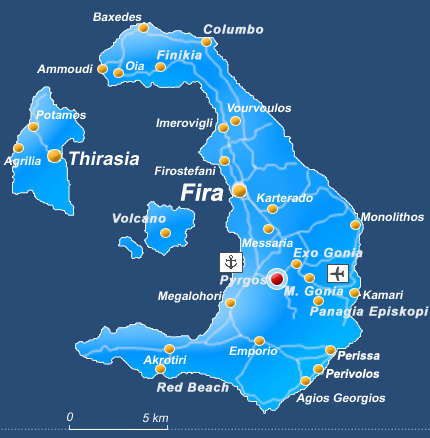 Baxedes
Columbo
Finikia
Ammoudi
Oia
Potamos
Vourvoulos
Imerovigli
Agrilia
Thirasia
Firostefani
Fira
Karterado
Volcano
Monolithos
Messaria
Exo Gonia
Pyrgos
M. Gonia
Megalohori
Kamari
Panagia Episkopi
Emporio
Perissa
Akrotiri
Perivolos
Red Beach
Agios Georgios
0 5 km